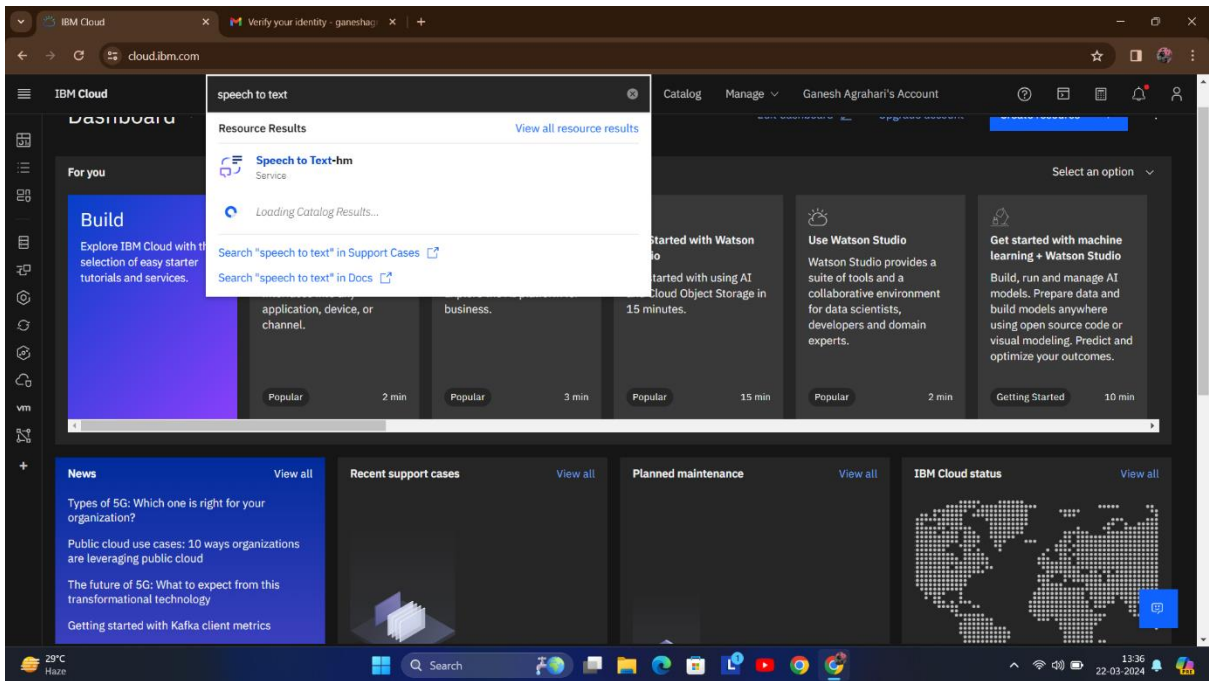 IBM Cloud
Verify your identity - ganeshag
cloud.ibm.com
IBM Cloud
speech to text
Catalog
Manage
Ganesh Agrahari's Account
Dashboard
Edit dashboard
Upgrade account
Create resource
Resource Results
View all resource results
Speech to Text-hm
Service
Loading Catalog Results...
Search "speech to text" in Support Cases
Search "speech to text" in Docs
For you
Select an option
Build
Explore IBM Cloud with th
selection of easy starter
tutorials and services.
application, device, or
channel.
Popular
2 min
business.
Popular
3 min
Started with Watson
io
started with using AI
Cloud Object Storage in
15 minutes.
Popular
15 min
Use Watson Studio
Watson Studio provides a
suite of tools and a
collaborative environment
for data scientists,
developers and domain
experts.
Popular
2 min
Get started with machine
learning + Watson Studio
Build, run and manage AI
models. Prepare data and
build models anywhere
using open source code or
visual modeling. Predict and
optimize your outcomes.
Getting Started
10 min
vm
News
View all
Types of 5G: Which one is right for your
organization?
Public cloud use cases: 10 ways organizations
are leveraging public cloud
The future of 5G: What to expect from this
transformational technology
Getting started with Kafka client metrics
Recent support cases
View all
Planned maintenance
View all
IBM Cloud status
View all
29°C
Haze
Search
13:36
22-03-2024